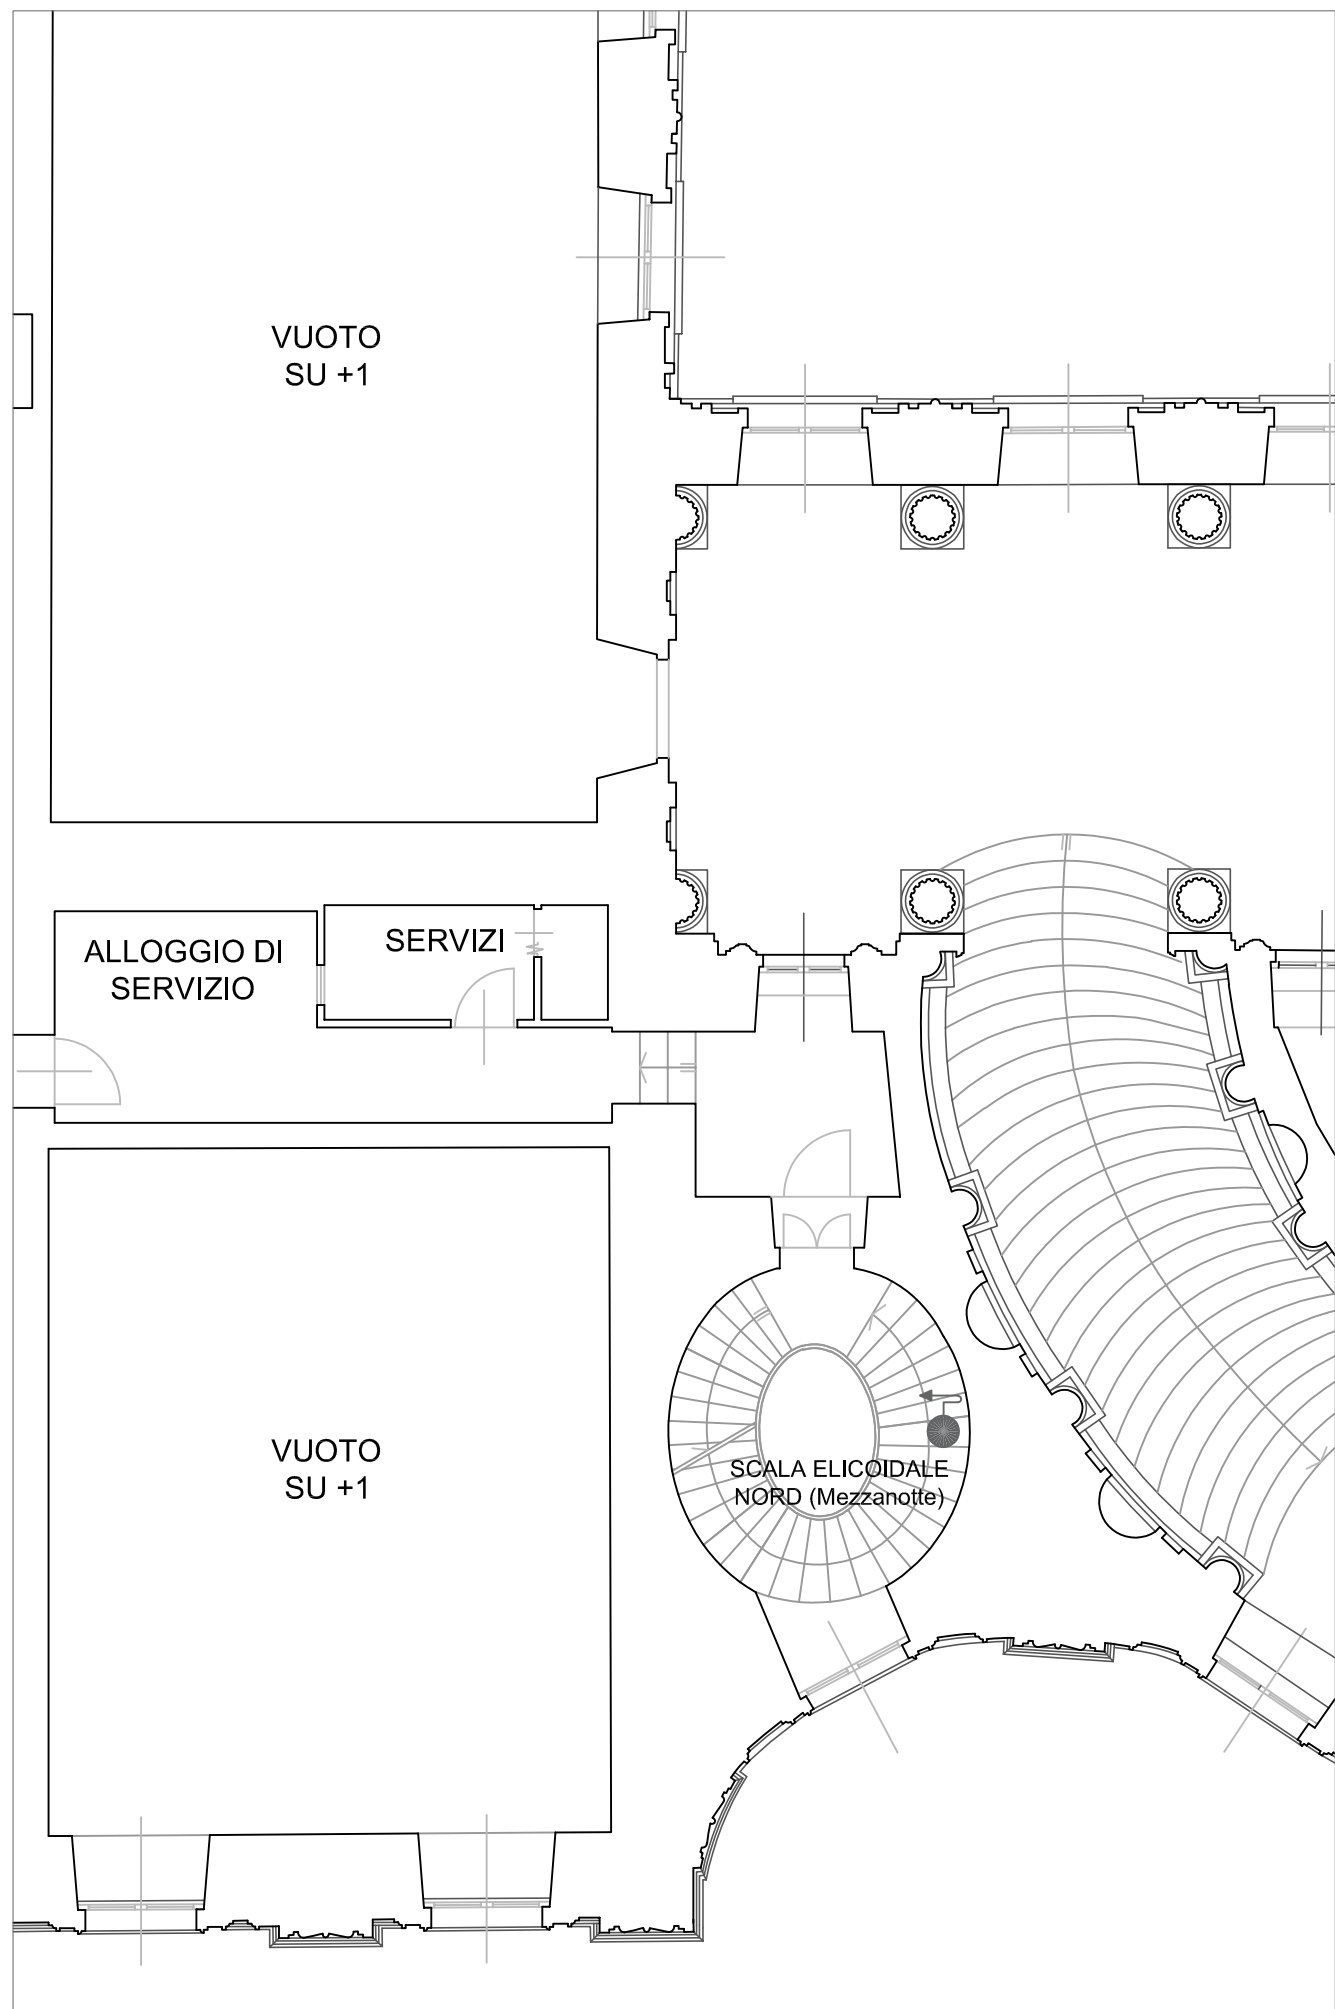 VUOTO
SU +1
ALLOGGIO DI
SERVIZIO
SERVIZI
VUOTO
SU +1
SCALA ELICOIDALE
NORD (Mezzanotte)